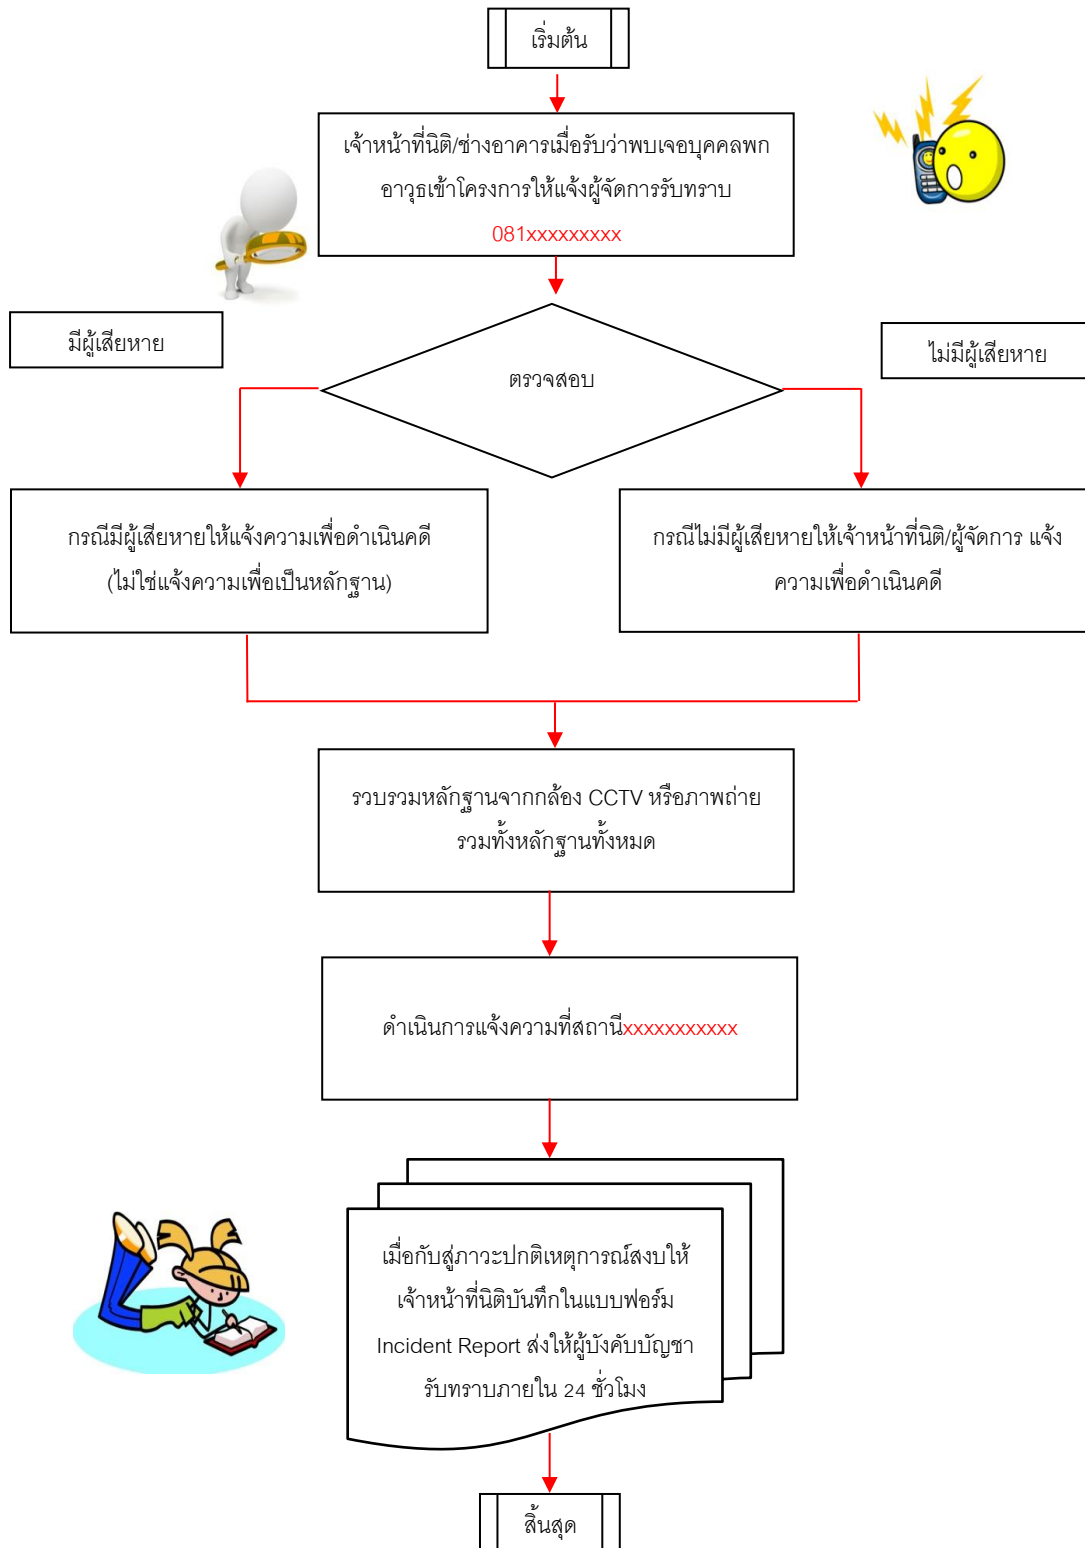 เริ่มต้น
เจ้าหน้าที่นิติ/ช่างอาคารเมื่อรับว่าพบเจอบุคคลพก
อาวุธเข้าโครงการให้แจ้งผู้จัดการรับทราบ
081xxxxxxxxx
มีผู้เสียหาย
ไม่มีผู้เสียหาย
ตรวจสอบ
กรณีมีผู้เสียหายให้แจ้งความเพื่อดำเนินคดี
(ไม่ใช่แจ้งความเพื่อเป็นหลักฐาน)
กรณีไม่มีผู้เสียหายให้เจ้าหน้าที่นิติ/ผู้จัดการ แจ้ง
ความเพื่อดำเนินคดี
รวบรวมหลักฐานจากกล้อง CCTV หรือภาพถ่าย
รวมทั้งหลักฐานทั้งหมด
ดำเนินการแจ้งความที่สถานีxxxxxxxxxxx
เมื่อกับสู่ภาวะปกติเหตุการณ์สงบให้
เจ้าหน้าที่นิติบันทึกในแบบฟอร์ม
Incident Report ส่งให้ผู้บังคับบัญชา
รับทราบภายใน 24 ชั่วโมง
สิ้นสุด